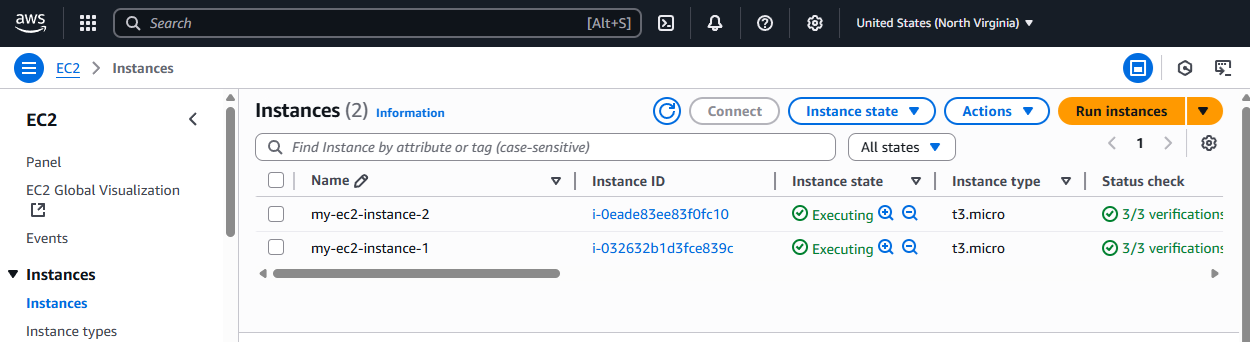 aws Search [Alt+S] United States (North Virginia)
EC2 Instances
EC2
Panel
EC2 Global Visualization
Events
Instances
Instances
Instance types
Instances (2) Information Connect Instance state Actions Run instances
Find Instance by attribute or tag (case-sensitive) All states 1
Name Instance ID Instance state Instance type Status check
my-ec2-instance-2 i-0eade83ee83f0fc10 Executing t3.micro 3/3 verifications
my-ec2-instance-1 i-032632b1d3fce839c Executing t3.micro 3/3 verifications